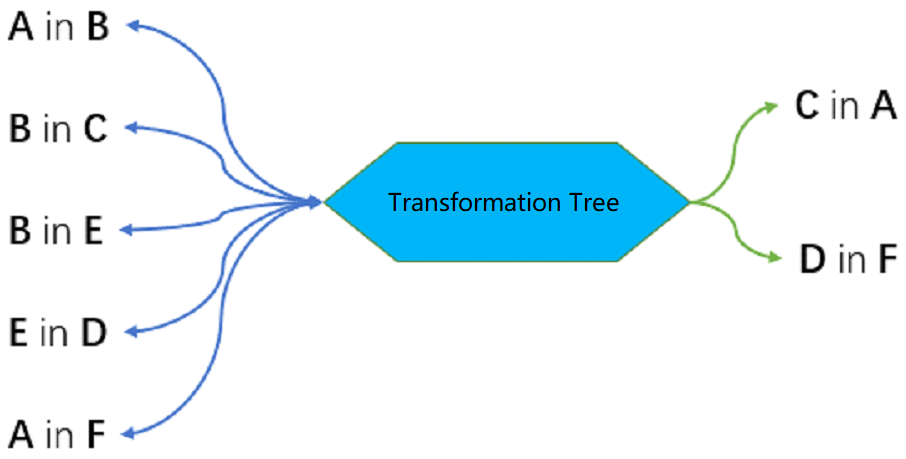 A in B
B in C
B in E
E in D
A in F
Transformation Tree
C in A
D in F